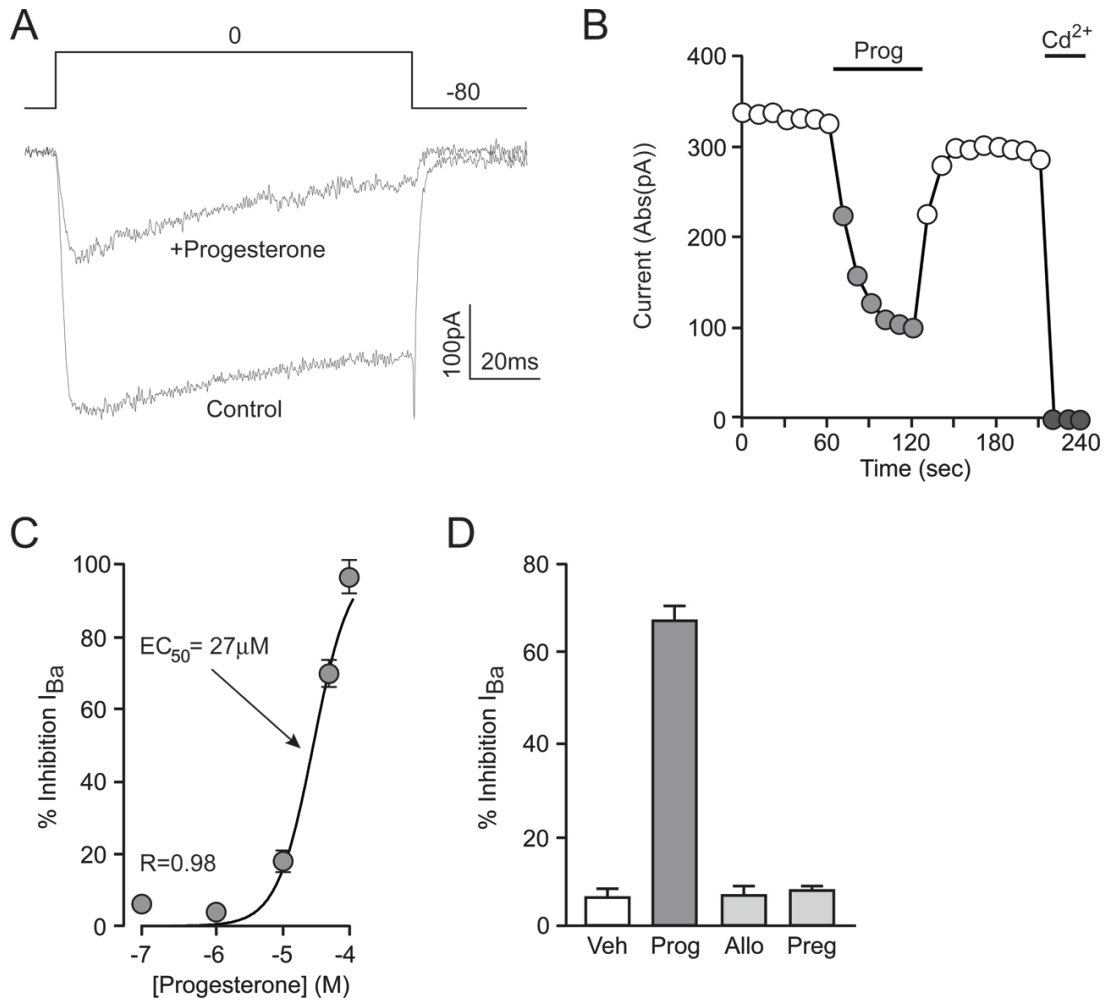 A
0
-80
+Progesterone
Control
100pA
20ms
B
Prog
Cd2+
400
300
200
100
0
Current (Abs(pA))
0
60
120
180
240
Time (sec)
C
100
80
60
40
20
0
% Inhibition IBa
EC50= 27μM
R=0.98
-7
-6
-5
-4
[Progesterone] (M)
D
80
60
40
20
0
% Inhibition IBa
Veh
Prog
Allo
Preg